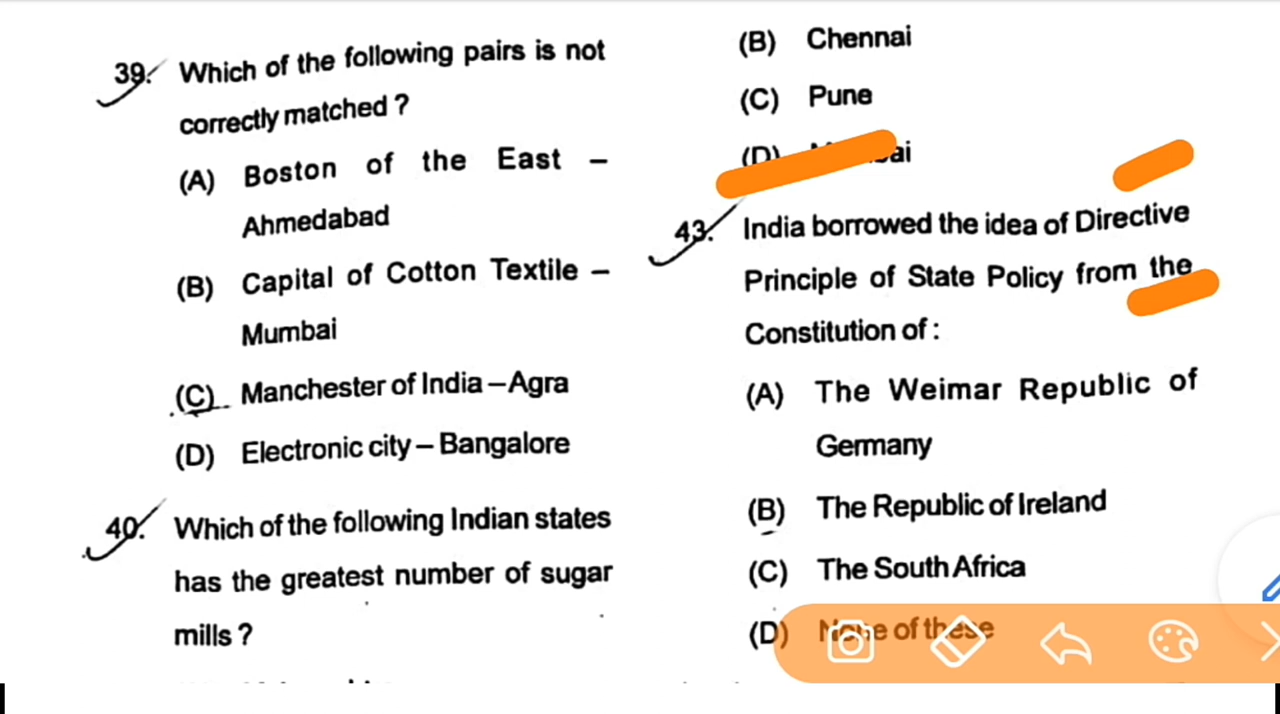 39. Which of the following pairs is not
correctly matched ?
(A) Boston of the East –
Ahmedabad
(B) Capital of Cotton Textile –
Mumbai
(C) Manchester of India – Agra
(D) Electronic city – Bangalore
40. Which of the following Indian states
has the greatest number of sugar
mills ?
(B) Chennai
(C) Pune
(D)
43. India borrowed the idea of Directive
Principle of State Policy from the
Constitution of :
(A) The Weimar Republic of
Germany
(B) The Republic of Ireland
(C) The South Africa
(D) None of these